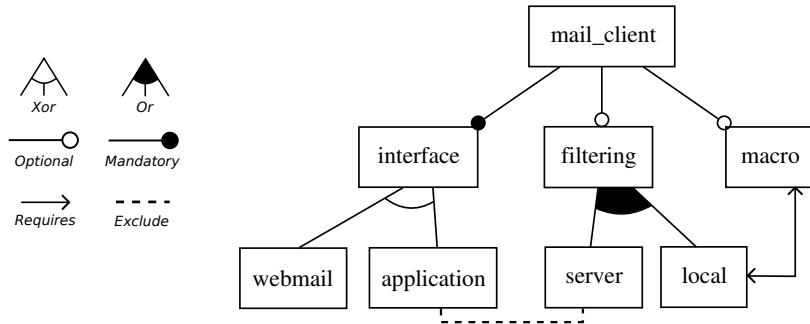 mail_client
Xor Or
Optional Mandatory
Requires Exclude
interface filtering macro
webmail application server local